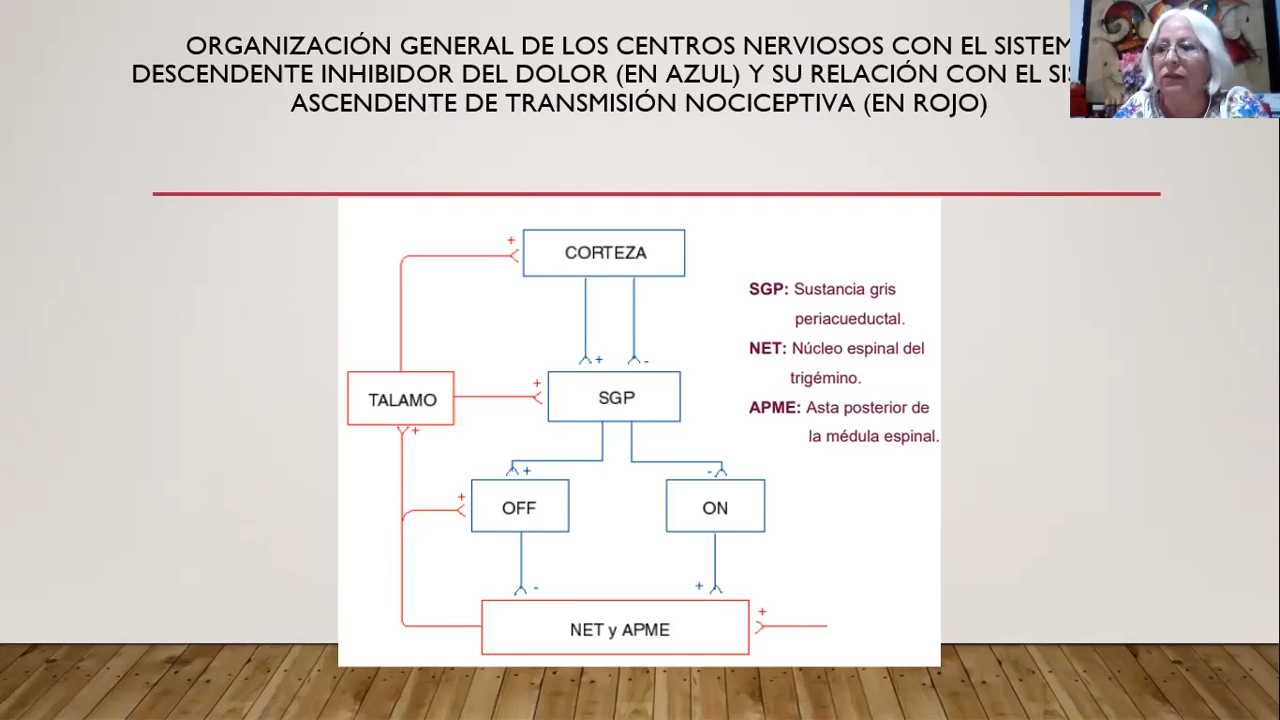 ORGANIZACIÓN GENERAL DE LOS CENTROS NERVIOSOS CON EL
DESCENDENTE INHIBIDOR DEL DOLOR (EN AZUL) Y SU RELACIÓN CON EL
ASCENDENTE DE TRANSMISIÓN NOCICEPTIVA (EN ROJO)
+
CORTEZA
SGP: Sustancia gris
periacueductal.
NET: Núcleo espinal del
trigémino.
APME: Asta posterior de
la médula espinal.
+ -
TALAMO
+
SGP
+
+ -
+
OFF
ON
- +
NET y APME
+